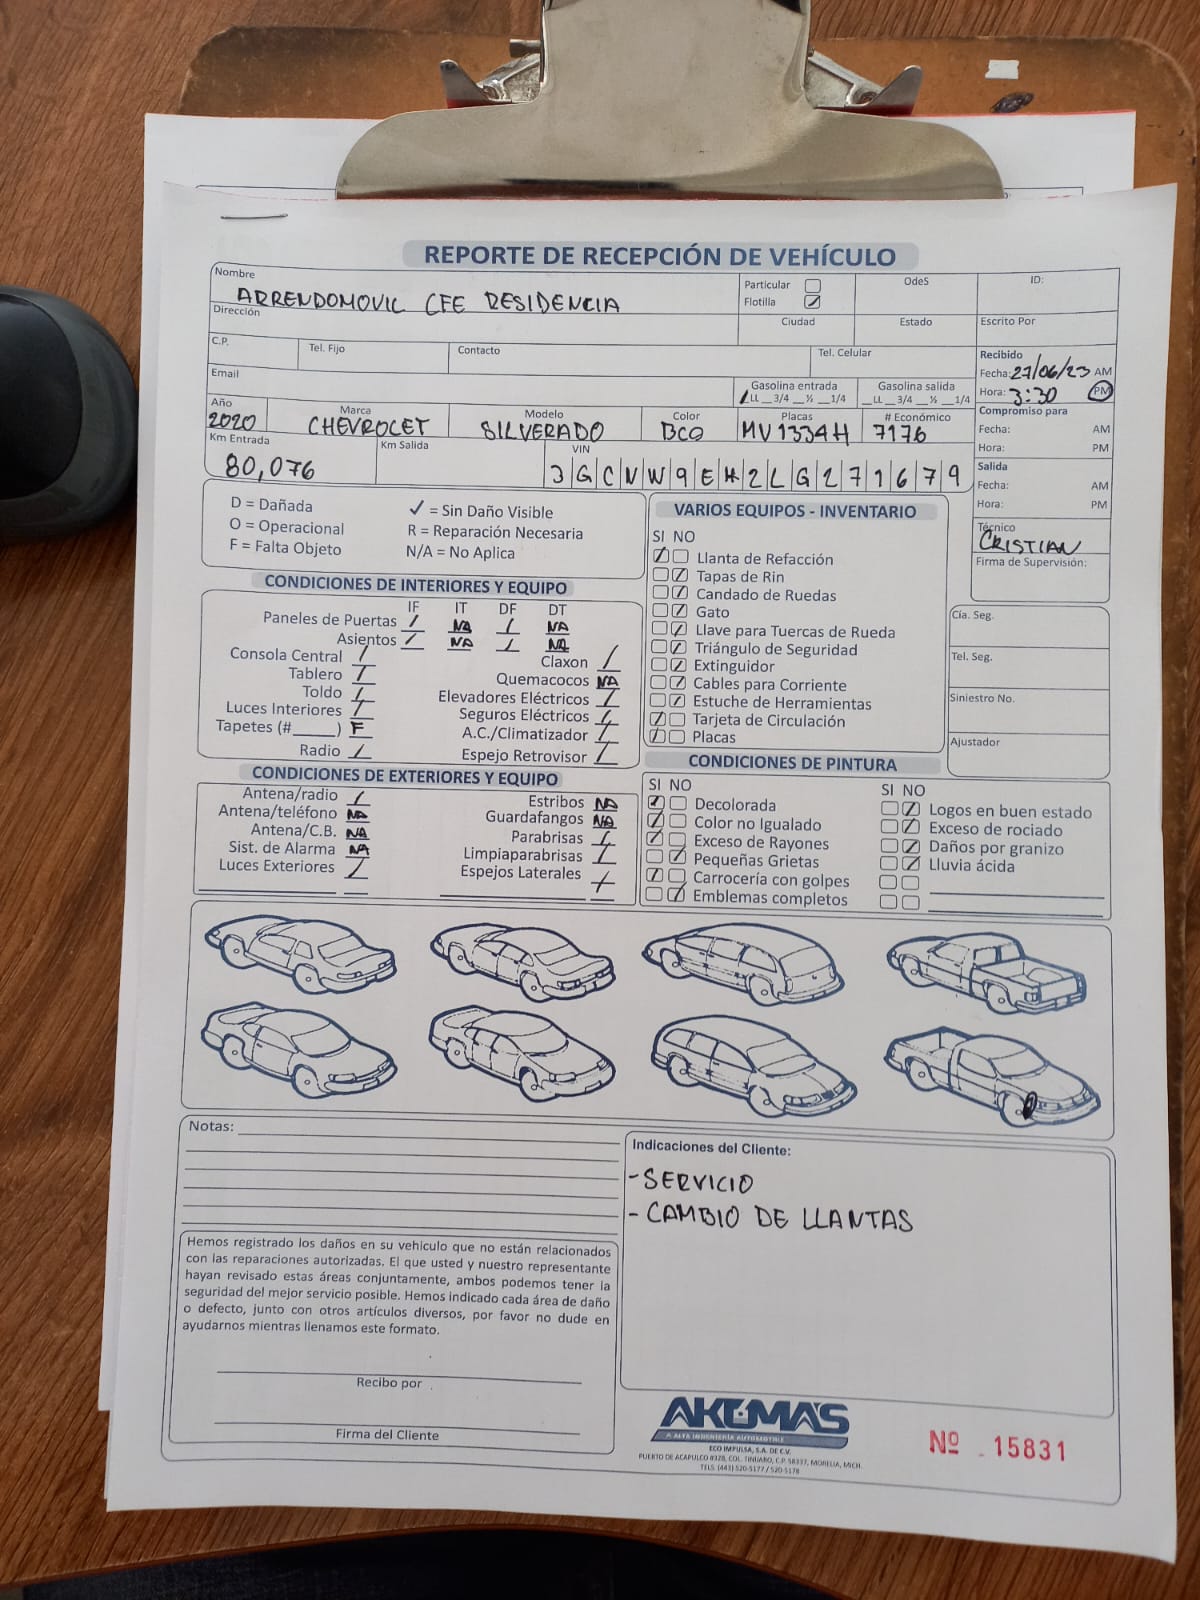 REPORTE DE RECEPCIÓN DE VEHÍCULO
Nombre
ARRENDOMOVIL CFE RESIDENCIA
Particular
Flotilla
OdeS
ID:
Dirección
Ciudad
Estado
Escrito Por
C.P.
Tel. Fijo
Contacto
Tel. Celular
Recibido
Fecha: 27/06/23 AM
Hora: 3:30 PM
Email
Gasolina entrada
LL __3/4 __½ __1/4
Gasolina salida
__LL __3/4 __½ __1/4
Año
2020
Marca
CHEVROLET
Modelo
SILVERADO
Color
BCO
Placas
MV1334H
# Económico
7176
Compromiso para
Fecha: AM
Hora: PM
Km Entrada
80,076
Km Salida
VIN
3GCNW9EH2LG271679
Salida
Fecha: AM
Hora: PM
Técnico
CRISTIAN
Firma de Supervisión:
D = Dañada
O = Operacional
F = Falta Objeto
✓ = Sin Daño Visible
R = Reparación Necesaria
N/A = No Aplica
CONDICIONES DE INTERIORES Y EQUIPO
IF IT DF DT
Paneles de Puertas / NA / NA
Asientos / NA / NA
Consola Central /
Tablero /
Toldo /
Luces Interiores /
Tapetes (#_____) F
Radio /
Claxon /
Quemacocos NA
Elevadores Eléctricos /
Seguros Eléctricos /
A.C./Climatizador /
Espejo Retrovisor /
VARIOS EQUIPOS - INVENTARIO
SI NO
Llanta de Refacción
Tapas de Rin
Candado de Ruedas
Gato
Llave para Tuercas de Rueda
Triángulo de Seguridad
Extinguidor
Cables para Corriente
Estuche de Herramientas
Tarjeta de Circulación
Placas
Cía. Seg.
Tel. Seg.
Siniestro No.
Ajustador
CONDICIONES DE EXTERIORES Y EQUIPO
Antena/radio /
Antena/teléfono NA
Antena/C.B. NA
Sist. de Alarma NA
Luces Exteriores /
Estribos NA
Guardafangos NA
Parabrisas /
Limpiaparabrisas /
Espejos Laterales /
CONDICIONES DE PINTURA
SI NO
Decolorada
Color no Igualado
Exceso de Rayones
Pequeñas Grietas
Carrocería con golpes
Emblemas completos
SI NO
Logos en buen estado
Exceso de rociado
Daños por granizo
Lluvia ácida
Notas:
Indicaciones del Cliente:
- SERVICIO
- CAMBIO DE LLANTAS
Hemos registrado los daños en su vehiculo que no están relacionados
con las reparaciones autorizadas. El que usted y nuestro representante
hayan revisado estas áreas conjuntamente, ambos podemos tener la
seguridad del mejor servicio posible. Hemos indicado cada área de daño
o defecto, junto con otros artículos diversos, por favor no dude en
ayudarnos mientras llenamos este formato.
Recibo por
Firma del Cliente
AKEMAS
A ALTA INGENIERÍA AUTOMOTRIZ
ECO IMPULSA, S.A. DE C.V.
PUERTO DE ACAPULCO #328, COL. TINIJARO, C.P. 58337, MORELIA, MICH.
TELS. (443) 520-5177 / 520-5178
Nº 15831